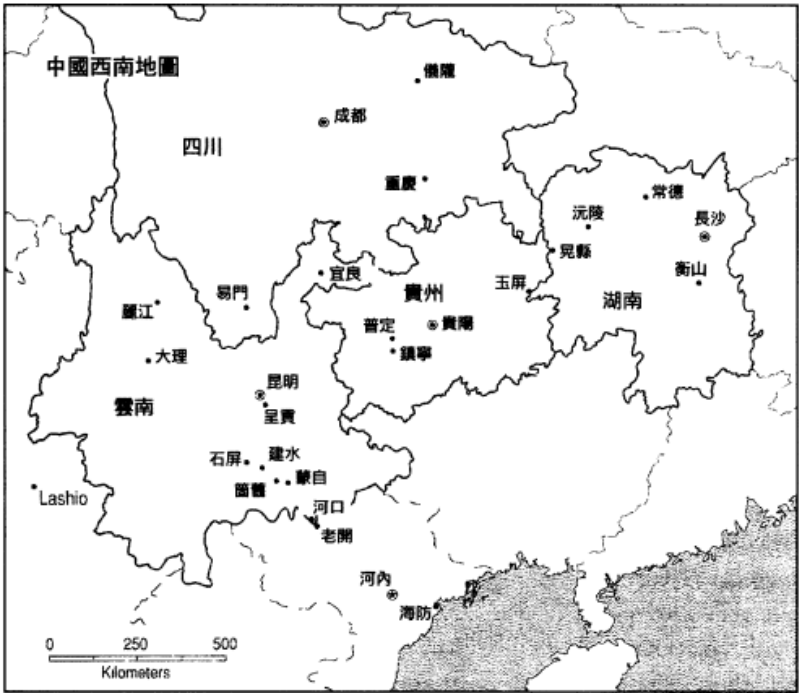 中國西南地圖
儀隴
成都
四川
重慶
常德
沅陵
長沙
晃縣
衡山
宜良
玉屏
貴州
易門
湖南
麗江
普定
貴陽
鎮寧
大理
昆明
雲南
呈貢
石屏
建水
箇舊
蒙自
Lashio
河口
老開
河內
海防
0 250 500
Kilometers